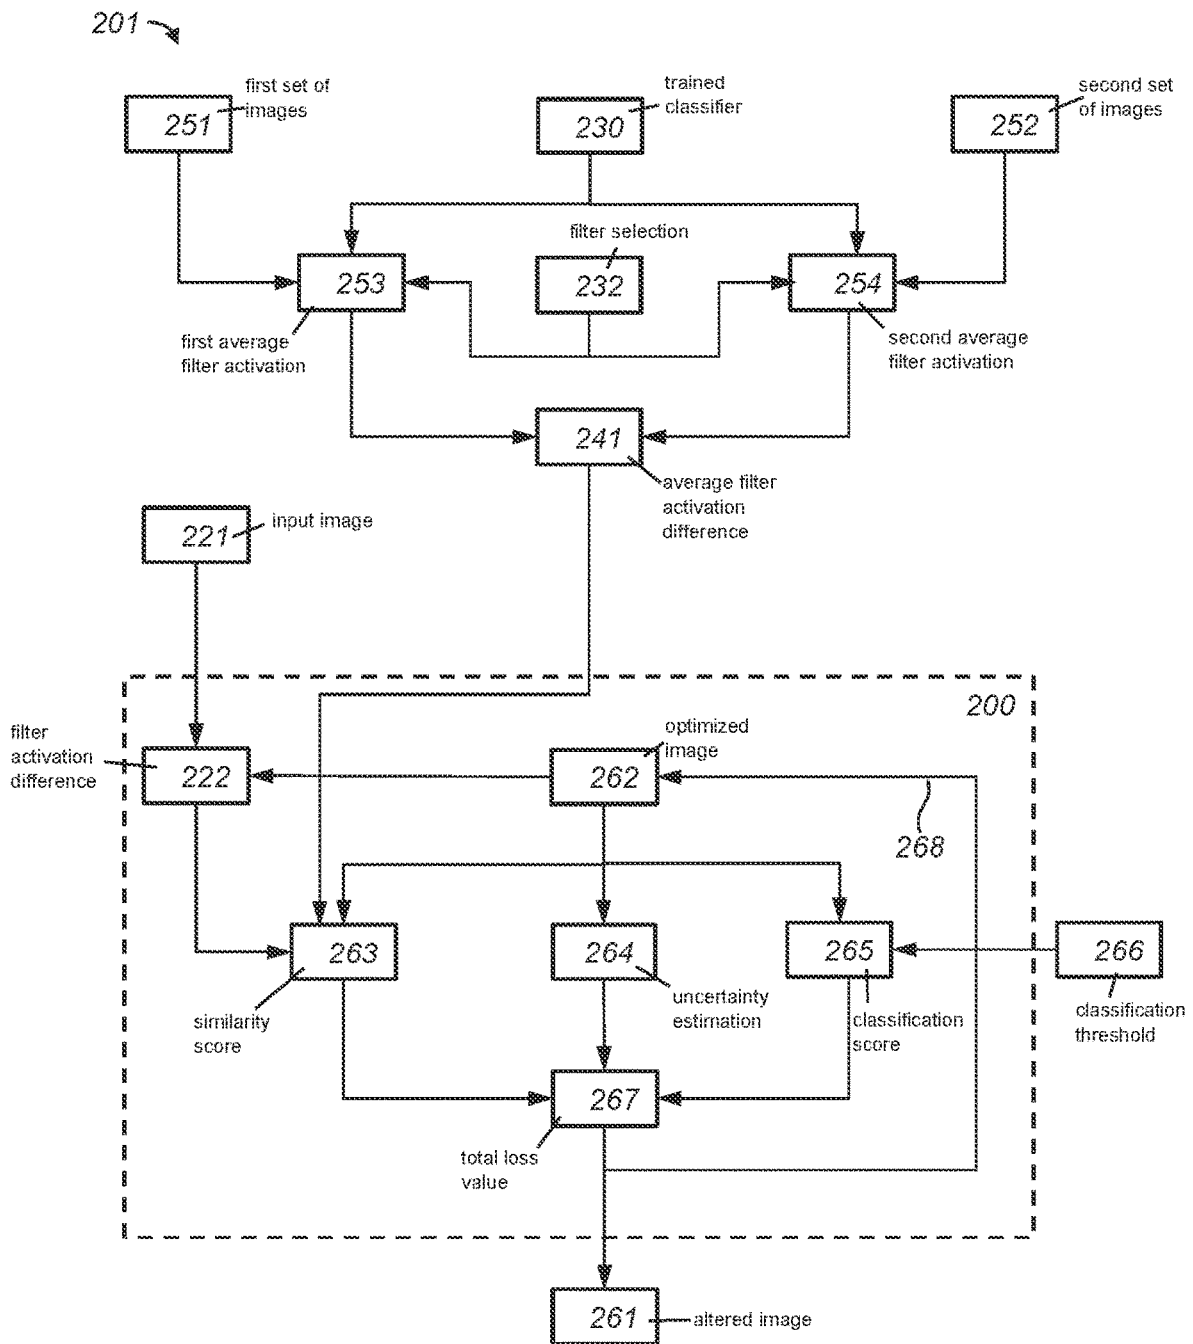 201
first set of
images
251
trained
classifier
230
second set
of images
252
filter selection
253
232
254
first average
filter activation
second average
filter activation
241
average filter
activation
difference
input image
221
200
filter
activation
difference
222
optimized
image
262
268
263
264
265
266
similarity
score
uncertainty
estimation
classification
score
classification
threshold
267
total loss
value
261
altered image